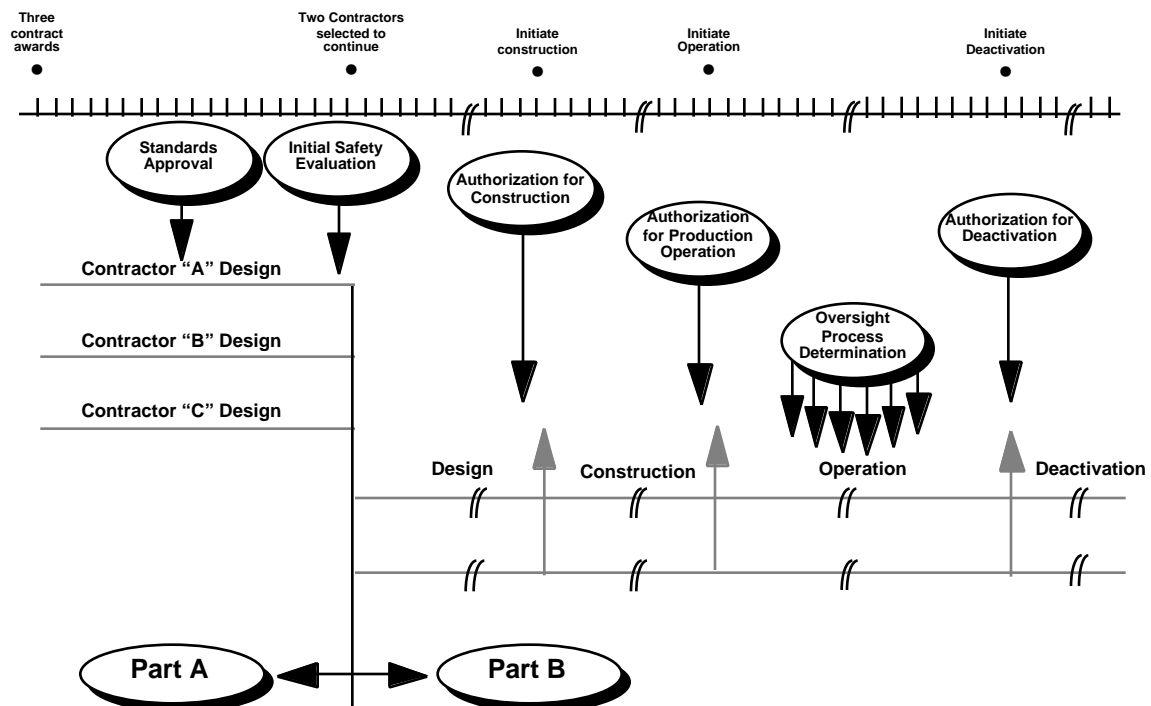 Three
contract
awards
Two Contractors
selected to
continue
Initiate
construction
Initiate
Operation
Initiate
Deactivation
Standards
Approval
Initial Safety
Evaluation
Authorization for
Construction
Authorization
for Production
Operation
Authorization for
Deactivation
Contractor “A” Design
Contractor “B” Design
Contractor “C” Design
Oversight
Process
Determination
Design
Construction
Operation
Deactivation
Part A
Part B